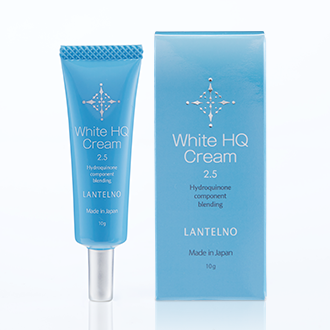 White HQ
Cream
2.5
Hydroquinone
component
blending
LANTELNO
Made in Japan
10g
White HQ
Cream
2.5
Hydroquinone
component
blending
LANTELNO
Made in Japan
10g